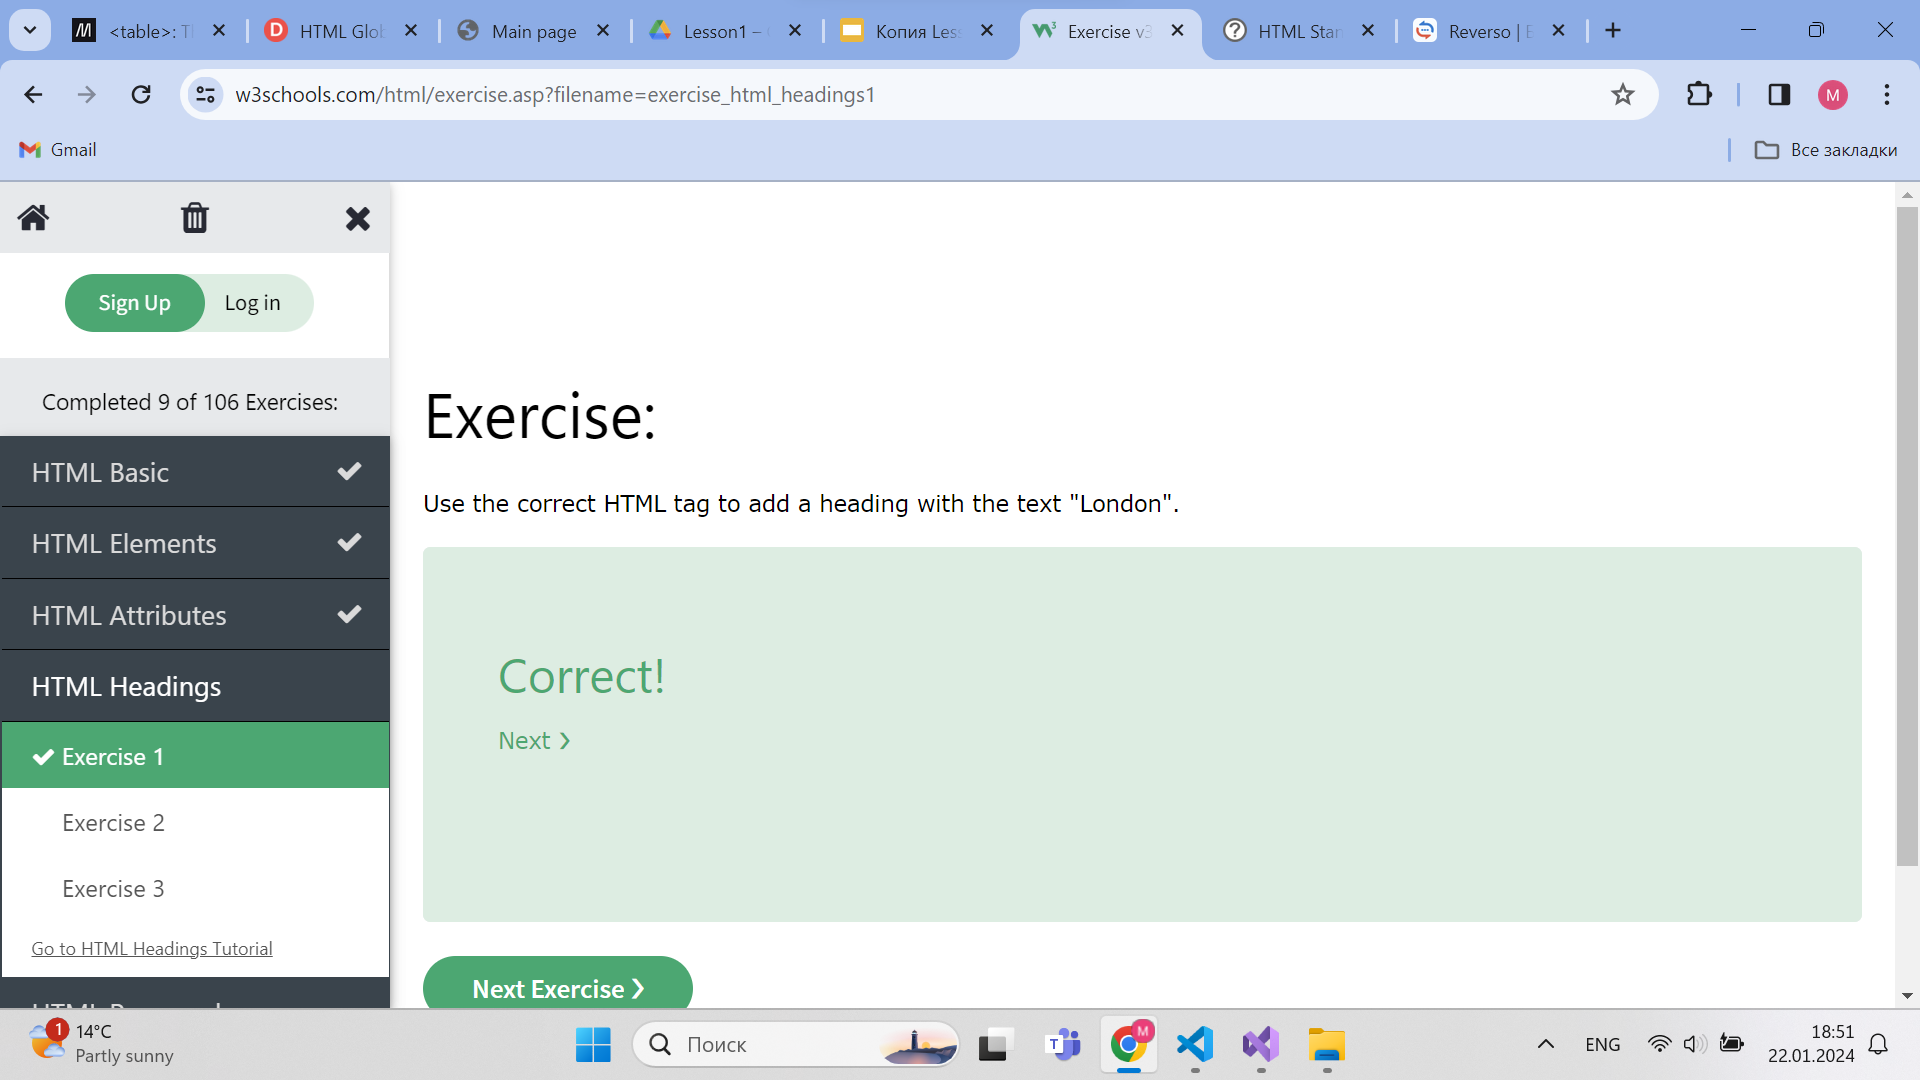 <table>: T
HTML Glob
Main page
Lesson1 –
Копия Less
Exercise v3
HTML Star
Reverso | E
w3schools.com/html/exercise.asp?filename=exercise_html_headings1
M
Gmail
Все закладки
Sign Up
Log in
Completed 9 of 106 Exercises:
HTML Basic
HTML Elements
HTML Attributes
HTML Headings
Exercise 1
Exercise 2
Exercise 3
Go to HTML Headings Tutorial
Exercise:
Use the correct HTML tag to add a heading with the text "London".
Correct!
Next ❯
Next Exercise ❯
1
14°C
Partly sunny
Поиск
ENG
18:51
22.01.2024